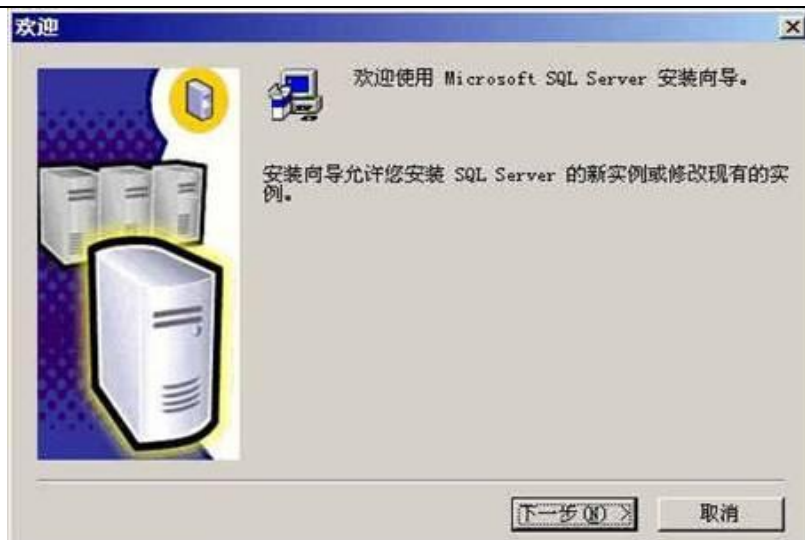 欢迎
欢迎使用 Microsoft SQL Server 安装向导。
安装向导允许您安装 SQL Server 的新实例或修改现有的实
例。
下一步(N) >
取消